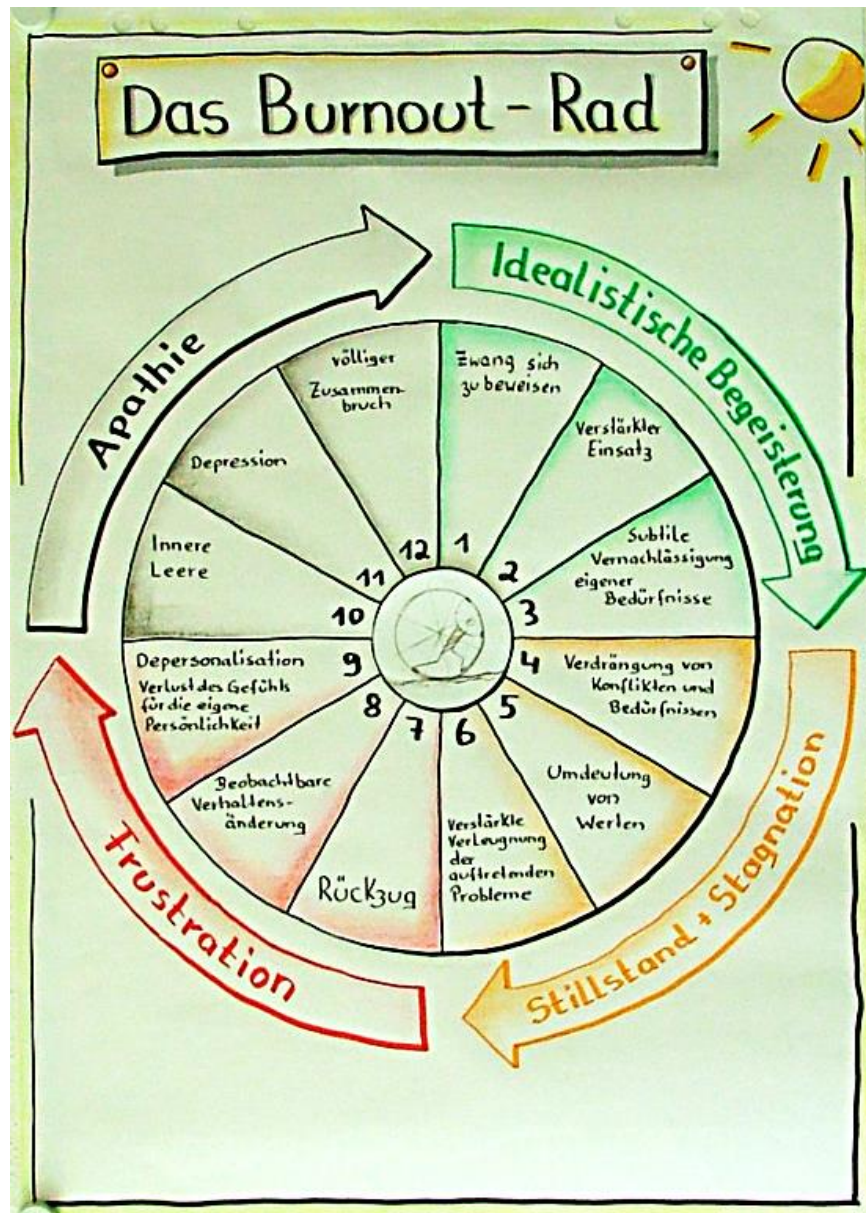 Das Burnout - Rad
Idealistische Begeisterung
Stillstand + Stagnation
Frustration
Apathie
1
Zwang sich
zu beweisen
2
Verstärkter
Einsatz
3
Subtile
Vernachlässigung
eigener
Bedürfnisse
4
Verdrängung von
Konflikten und
Bedürfnissen
5
Umdeutung
von
Werten
6
Verstärkte
Verleugnung
der
auftretenden
Probleme
7
Rückzug
8
Beobachtbare
Verhaltens-
änderung
9
Depersonalisation
Verlust des Gefühls
für die eigene
Persönlichkeit
10
Innere
Leere
11
Depression
12
völliger
Zusammen-
bruch